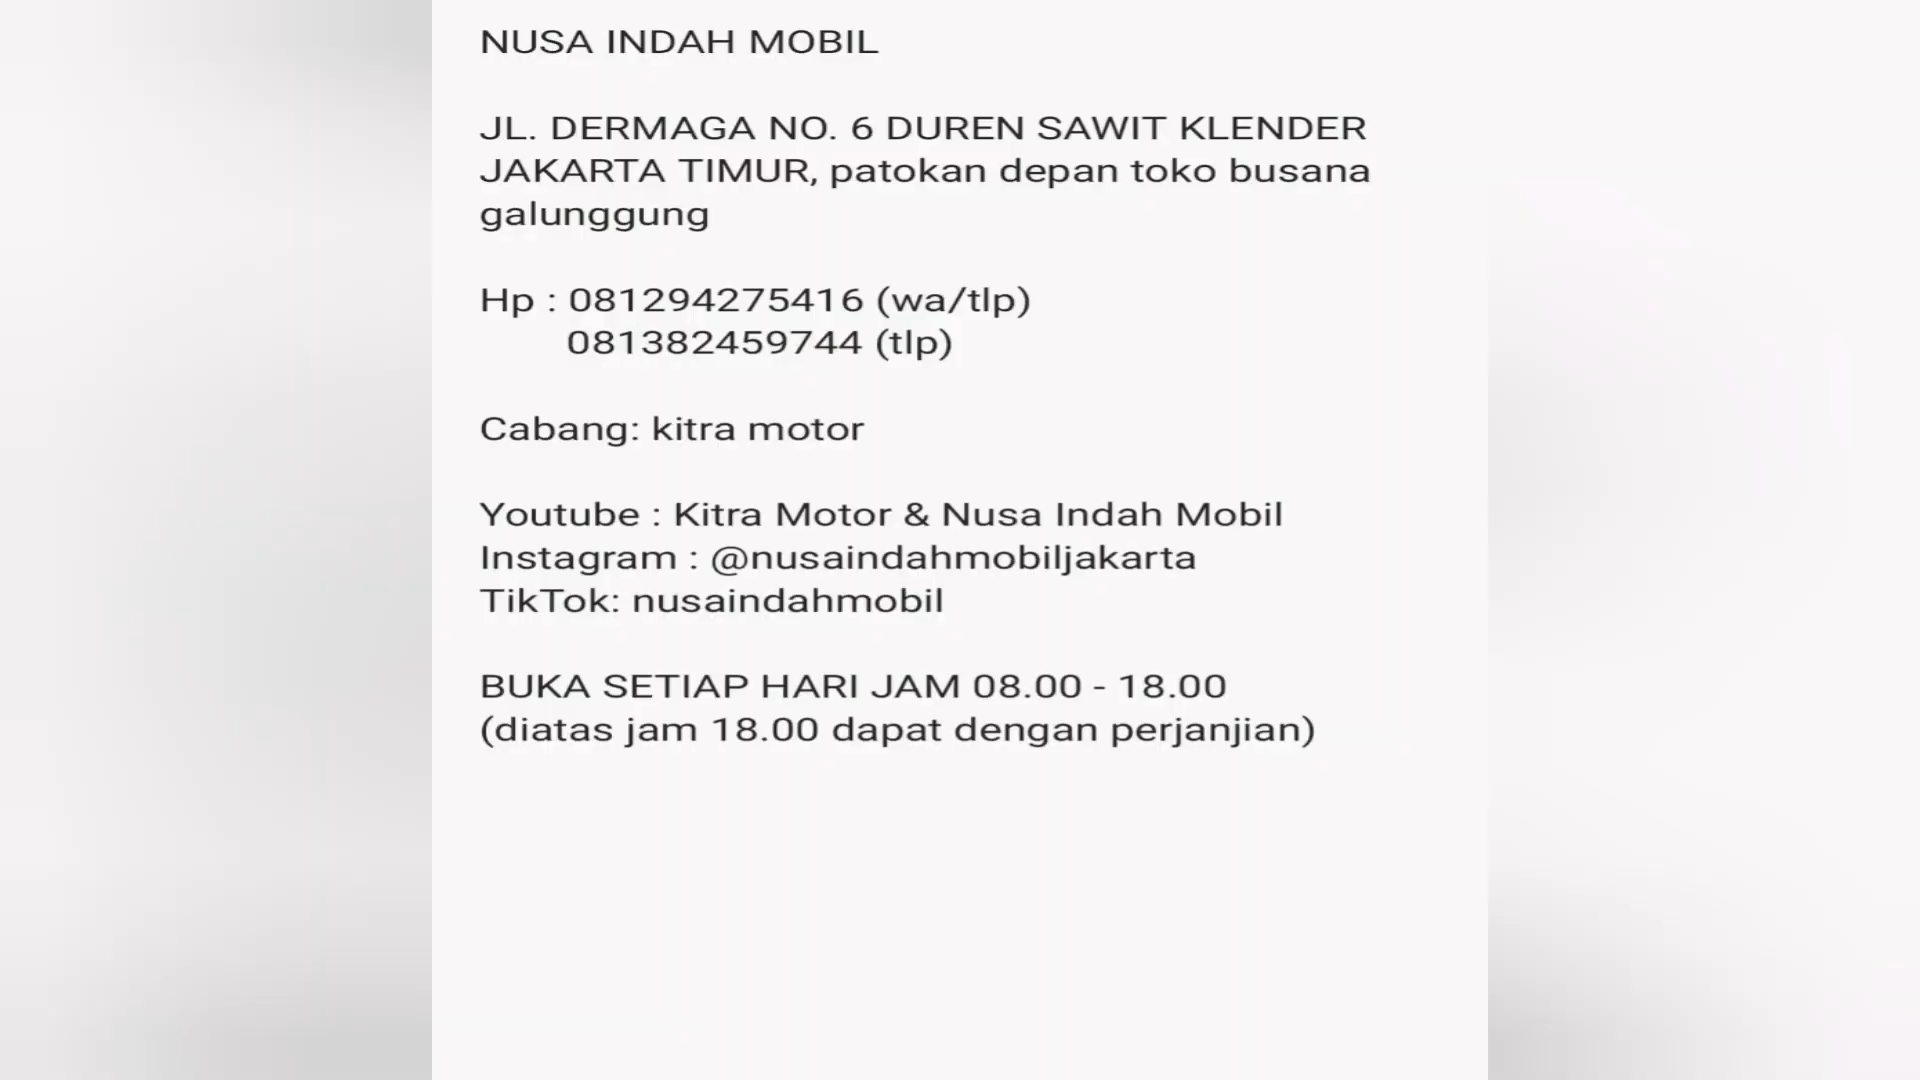 NUSA INDAH MOBIL
JL. DERMAGA NO. 6 DUREN SAWIT KLENDER
JAKARTA TIMUR, patokan depan toko busana
galunggung
Hp : 081294275416 (wa/tlp)
081382459744 (tlp)
Cabang: kitra motor
Youtube : Kitra Motor & Nusa Indah Mobil
Instagram : @nusaindahmobiljakarta
TikTok: nusaindahmobil
BUKA SETIAP HARI JAM 08.00 - 18.00
(diatas jam 18.00 dapat dengan perjanjian)